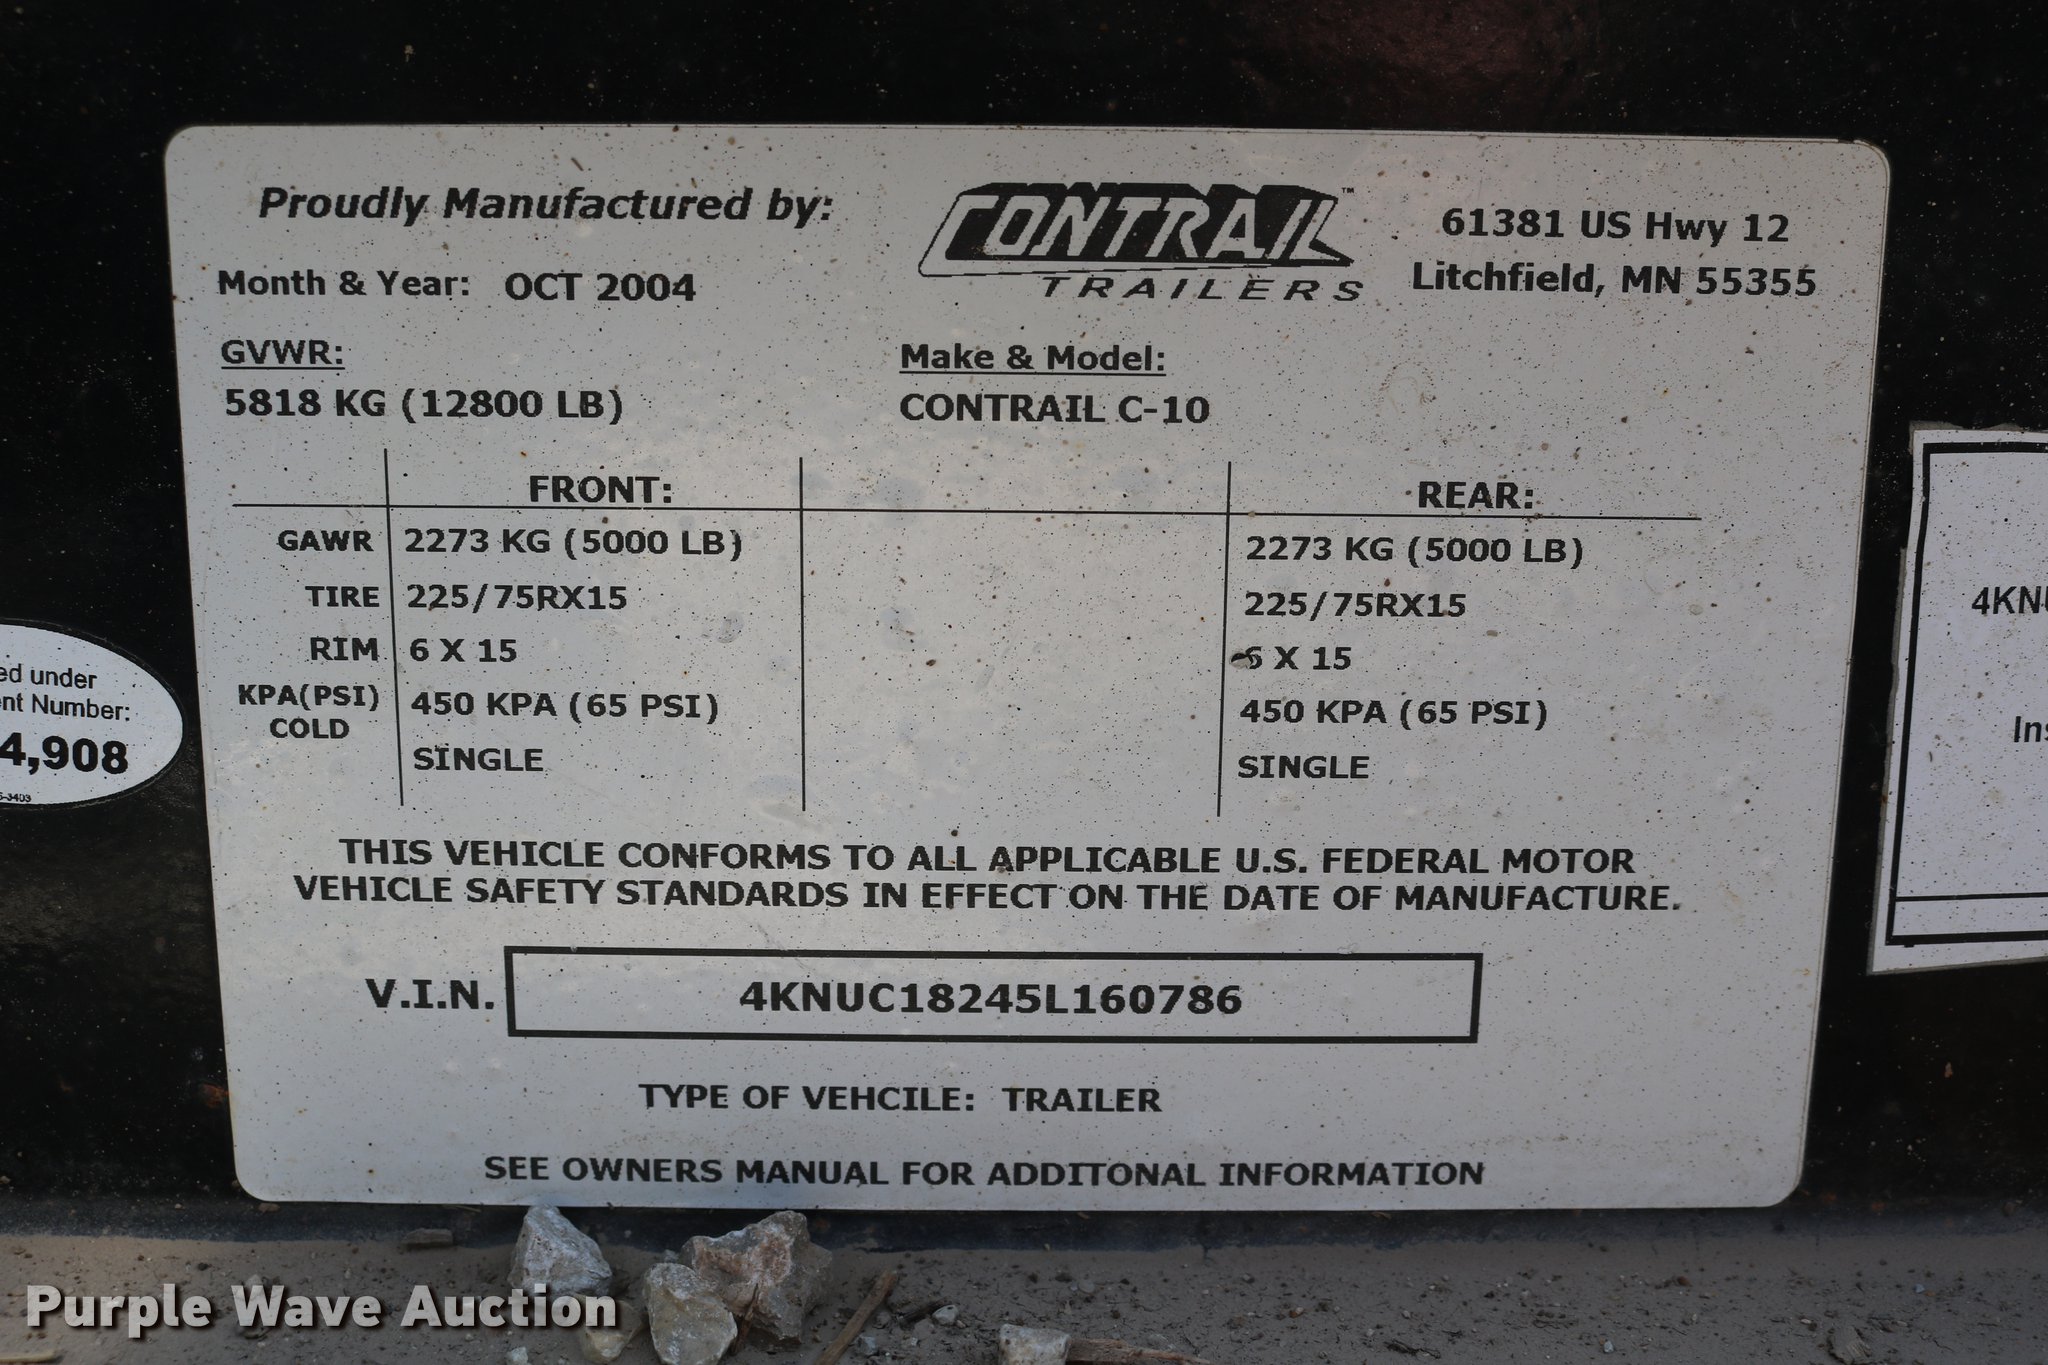 Proudly Manufactured by:
CONTRAIL™
TRAILERS
61381 US Hwy 12
Litchfield, MN 55355
Month & Year: OCT 2004
GVWR:
5818 KG (12800 LB)
Make & Model:
CONTRAIL C-10
FRONT: REAR:
GAWR 2273 KG (5000 LB) 2273 KG (5000 LB)
TIRE 225/75RX15 225/75RX15
RIM 6 X 15 6 X 15
KPA(PSI) COLD 450 KPA (65 PSI) 450 KPA (65 PSI)
SINGLE SINGLE
THIS VEHICLE CONFORMS TO ALL APPLICABLE U.S. FEDERAL MOTOR
VEHICLE SAFETY STANDARDS IN EFFECT ON THE DATE OF MANUFACTURE.
V.I.N. 4KNUC18245L160786
TYPE OF VEHCILE: TRAILER
SEE OWNERS MANUAL FOR ADDITONAL INFORMATION
ed under
nt Number:
4,908
-3403
4KNU
Ins
Purple Wave Auction